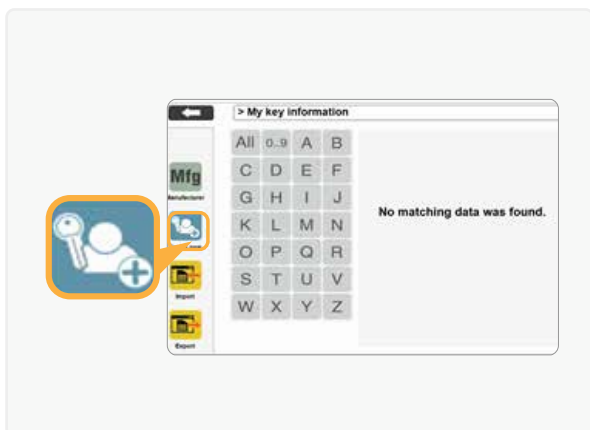 > My key information
All 0..9 A B
C D E F
G H I J
K L M N
O P Q R
S T U V
W X Y Z
Mfg
Manufacturer
Import
Export
No matching data was found.